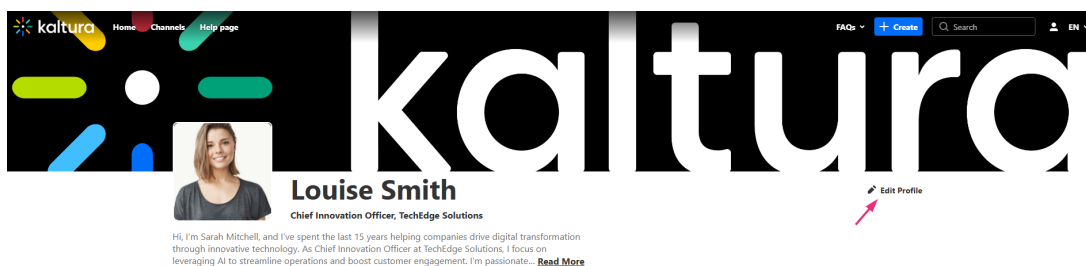 kaltura Home Channels Help page FAQs + Create Search EN
kaltura
Louise Smith
Edit Profile
Chief Innovation Officer, TechEdge Solutions
Hi, I'm Sarah Mitchell, and I've spent the last 15 years helping companies drive digital transformation
through innovative technology. As Chief Innovation Officer at TechEdge Solutions, I focus on
leveraging AI to streamline operations and boost customer engagement. I'm passionate... Read More